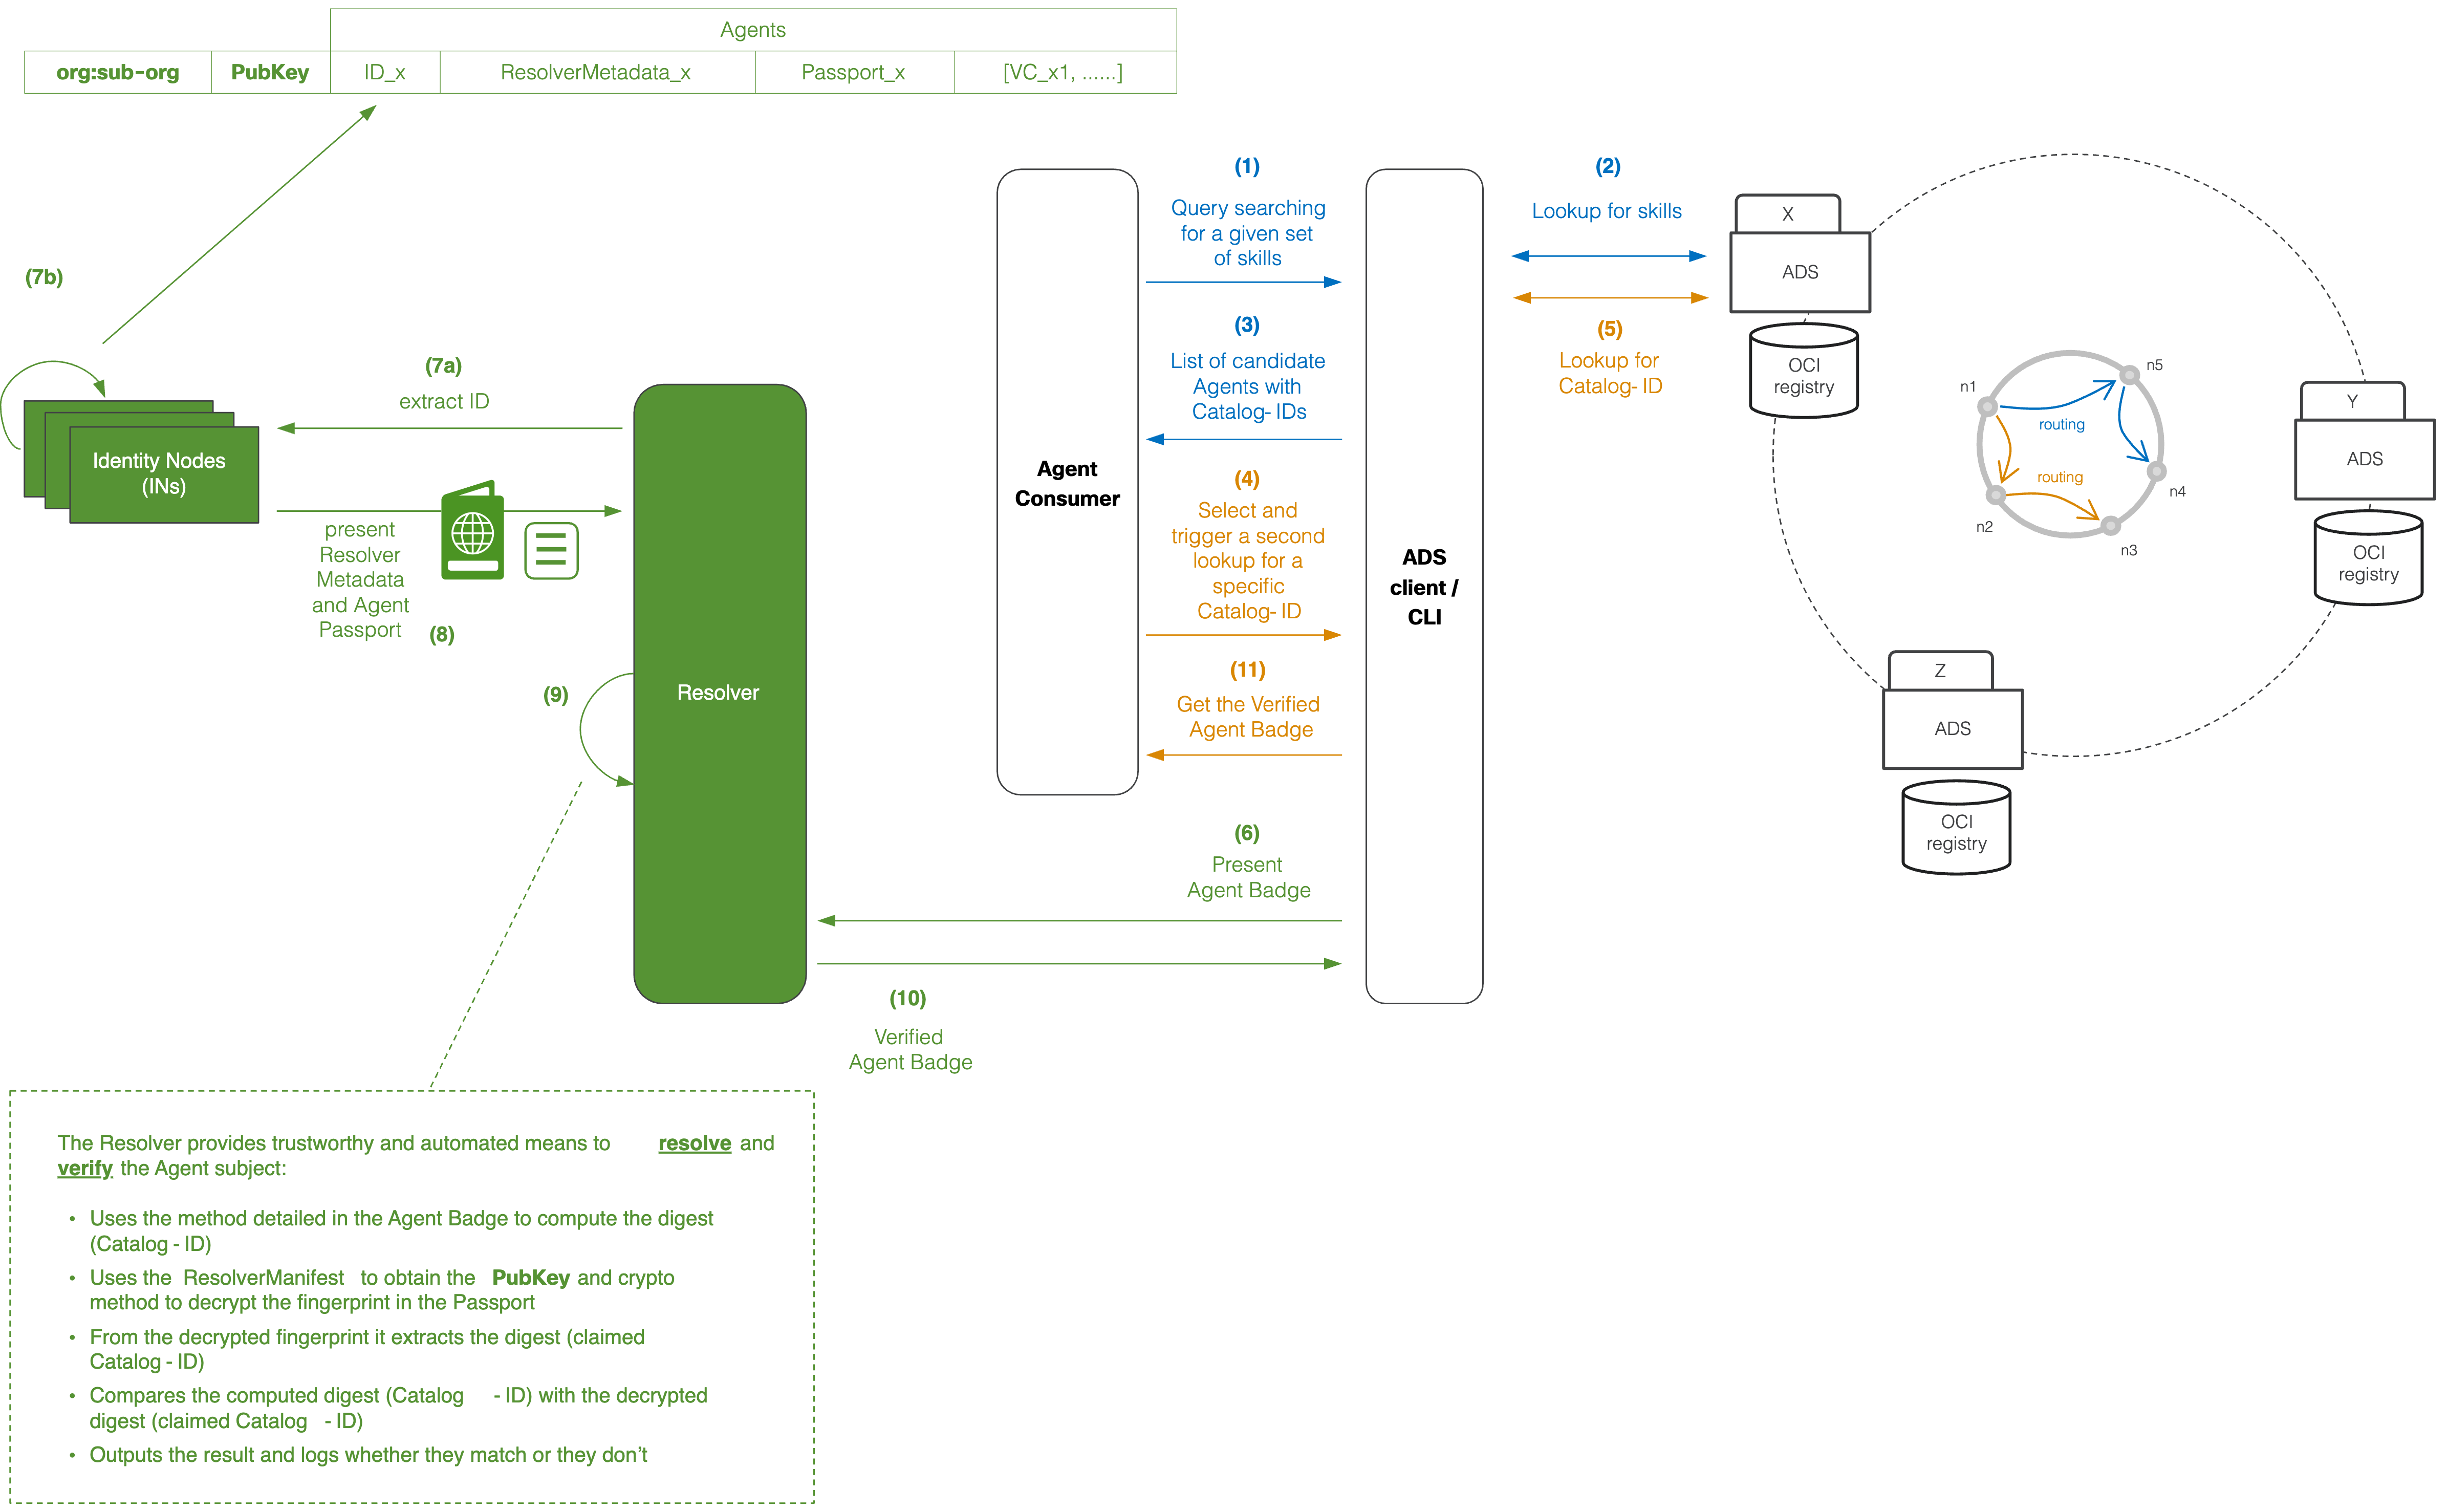 Agents
org:sub-org
PubKey
ID_x
ResolverMetadata_x
Passport_x
[VC_x1, ......]
(7b)
Identity Nodes
(INs)
(7a)
extract ID
present
Resolver
Metadata
and Agent
Passport
(8)
(9)
Resolver
Agent
Consumer
(1)
Query searching
for a given set
of skills
(3)
List of candidate
Agents with
Catalog- IDs
(4)
Select and
trigger a second
lookup for a
specific
Catalog- ID
(11)
Get the Verified
Agent Badge
(6)
Present
Agent Badge
(10)
Verified
Agent Badge
ADS
client /
CLI
(2)
Lookup for skills
(5)
Lookup for
Catalog- ID
X
ADS
OCI
registry
n1
n5
routing
routing
n4
n2
n3
Y
ADS
OCI
registry
Z
ADS
OCI
registry
The Resolver provides trustworthy and automated means to resolve and
verify the Agent subject:
• Uses the method detailed in the Agent Badge to compute the digest
(Catalog - ID)
• Uses the ResolverManifest to obtain the PubKey and crypto
method to decrypt the fingerprint in the Passport
• From the decrypted fingerprint it extracts the digest (claimed
Catalog - ID)
• Compares the computed digest (Catalog - ID) with the decrypted
digest (claimed Catalog - ID)
• Outputs the result and logs whether they match or they don’t